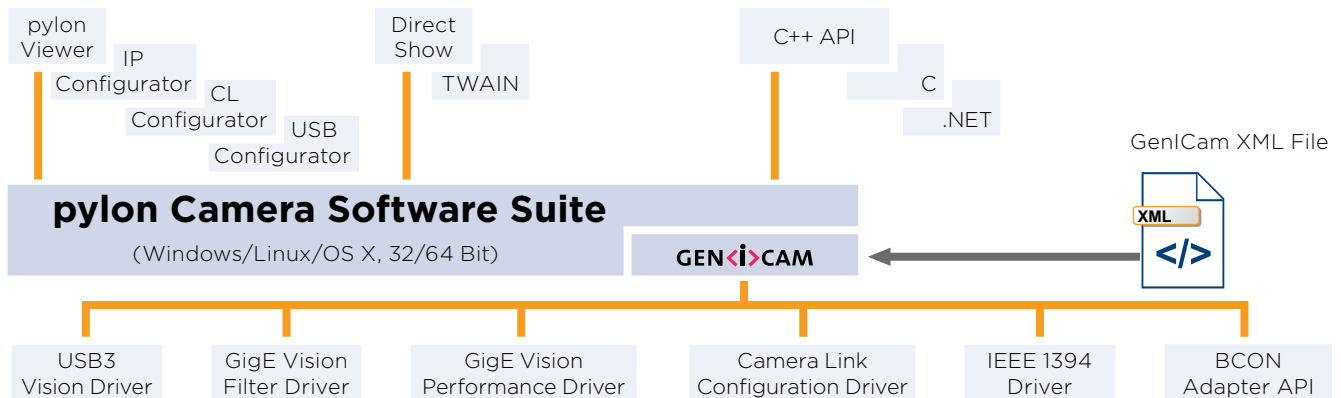 pylon
Viewer
IP
Configurator
CL
Configurator
USB
Configurator
Direct
Show
TWAIN
C++ API
C
.NET
GenICam XML File
XML
</>
pylon Camera Software Suite
(Windows/Linux/OS X, 32/64 Bit)
GEN<i>CAM
USB3
Vision Driver
GigE Vision
Filter Driver
GigE Vision
Performance Driver
Camera Link
Configuration Driver
IEEE 1394
Driver
BCON
Adapter API